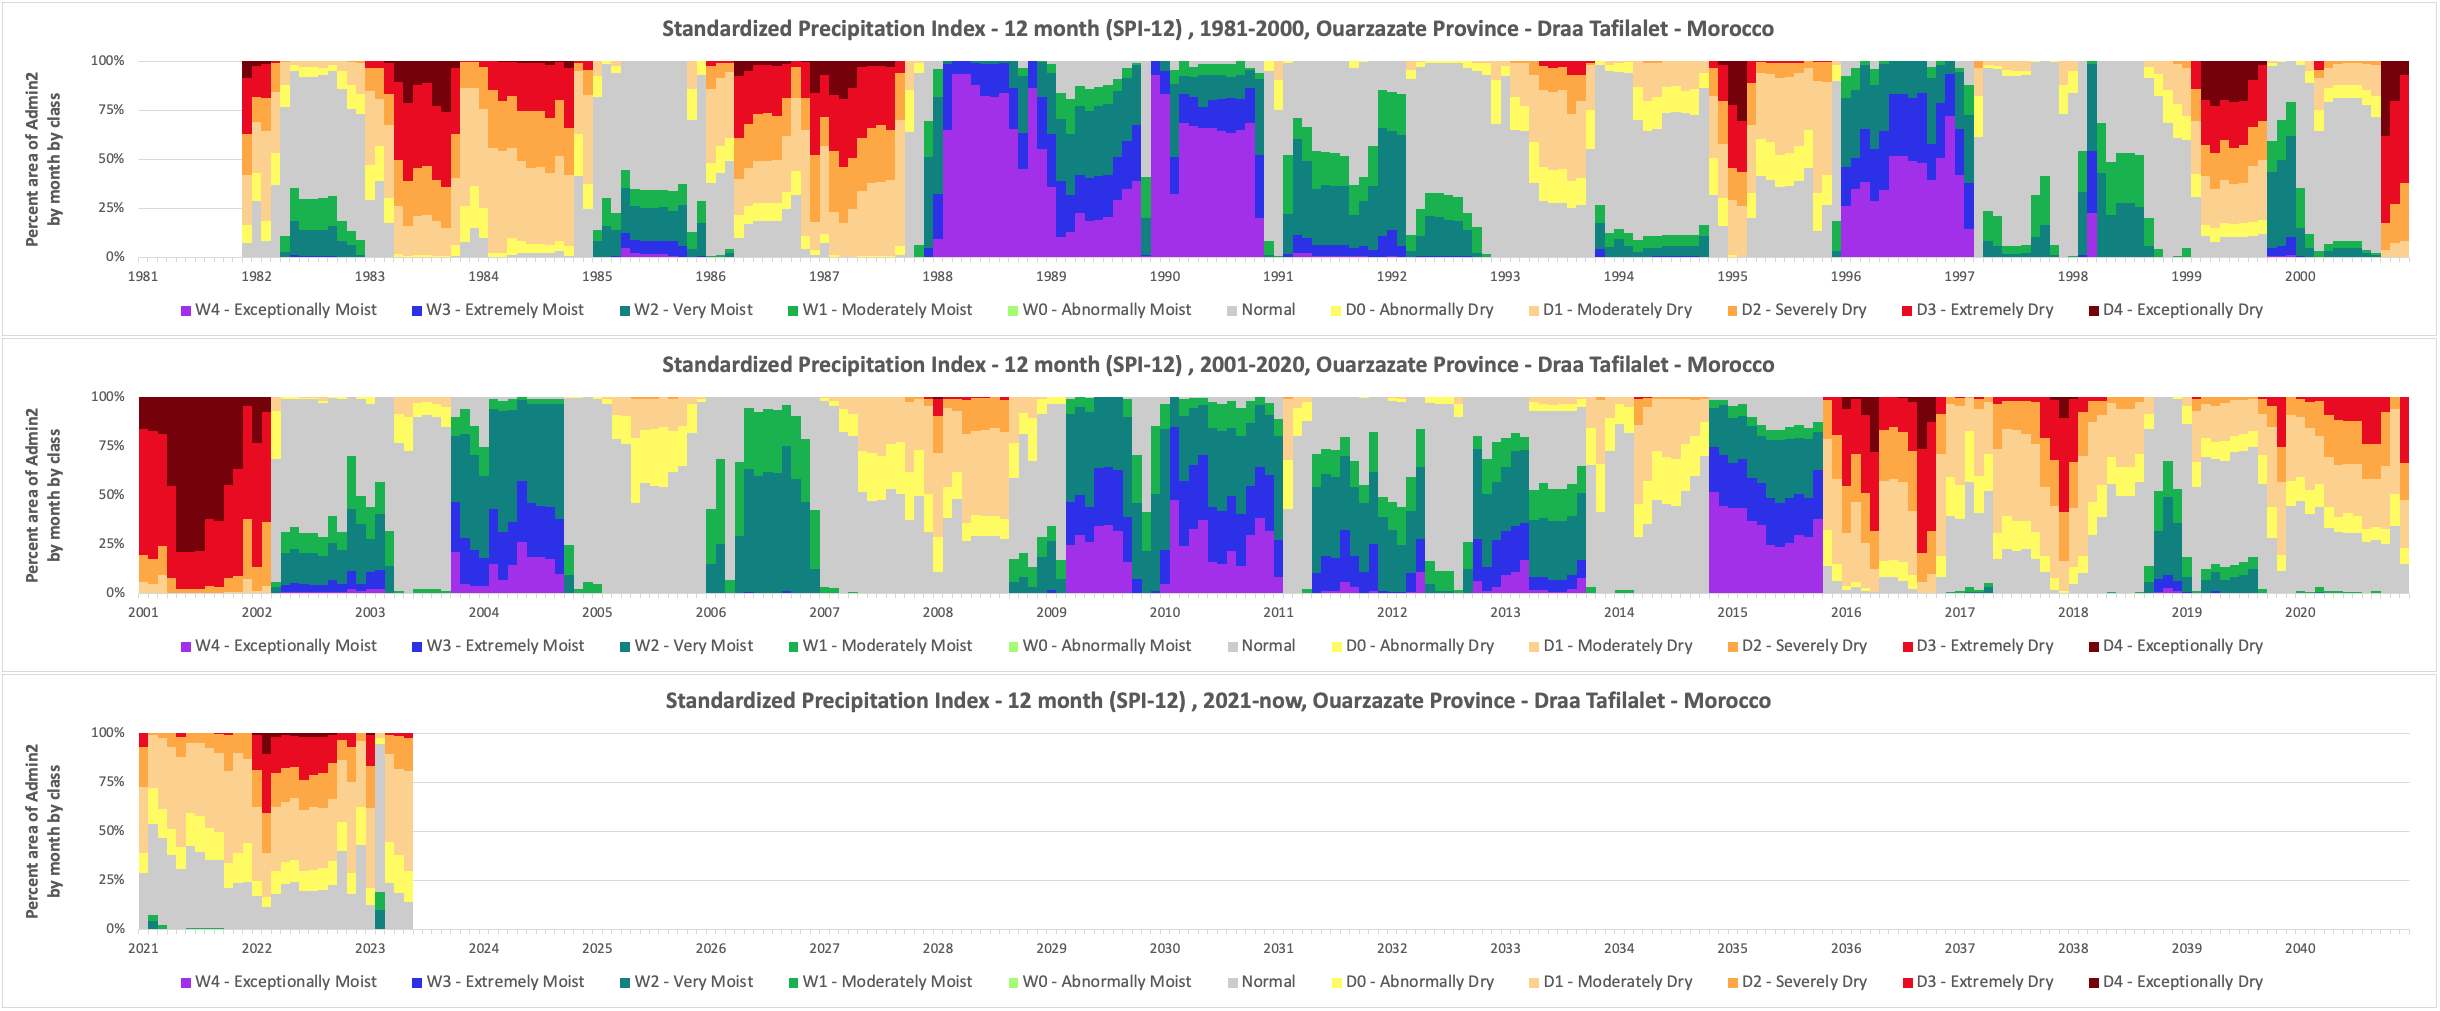 Standardized Precipitation Index - 12 month (SPI-12) , 1981-2000, Ouarzazate Province - Draa Tafilalet - Morocco
Percent area of Admin2
by month by class
100%
75%
50%
25%
0%
1981 1982 1983 1984 1985 1986 1987 1988 1989 1990 1991 1992 1993 1994 1995 1996 1997 1998 1999 2000
W4 - Exceptionally Moist W3 - Extremely Moist W2 - Very Moist W1 - Moderately Moist W0 - Abnormally Moist Normal D0 - Abnormally Dry D1 - Moderately Dry D2 - Severely Dry D3 - Extremely Dry D4 - Exceptionally Dry
Standardized Precipitation Index - 12 month (SPI-12) , 2001-2020, Ouarzazate Province - Draa Tafilalet - Morocco
Percent area of Admin2
by month by class
100%
75%
50%
25%
0%
2001 2002 2003 2004 2005 2006 2007 2008 2009 2010 2011 2012 2013 2014 2015 2016 2017 2018 2019 2020
W4 - Exceptionally Moist W3 - Extremely Moist W2 - Very Moist W1 - Moderately Moist W0 - Abnormally Moist Normal D0 - Abnormally Dry D1 - Moderately Dry D2 - Severely Dry D3 - Extremely Dry D4 - Exceptionally Dry
Standardized Precipitation Index - 12 month (SPI-12) , 2021-now, Ouarzazate Province - Draa Tafilalet - Morocco
Percent area of Admin2
by month by class
100%
75%
50%
25%
0%
2021 2022 2023 2024 2025 2026 2027 2028 2029 2030 2031 2032 2033 2034 2035 2036 2037 2038 2039 2040
W4 - Exceptionally Moist W3 - Extremely Moist W2 - Very Moist W1 - Moderately Moist W0 - Abnormally Moist Normal D0 - Abnormally Dry D1 - Moderately Dry D2 - Severely Dry D3 - Extremely Dry D4 - Exceptionally Dry